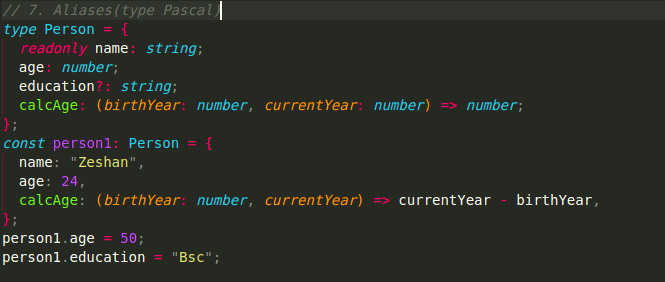 // 7. Aliases(type Pascal)
type Person = {
  readonly name: string;
  age: number;
  education?: string;
  calcAge: (birthYear: number, currentYear: number) => number;
};
const person1: Person = {
  name: "Zeshan",
  age: 24,
  calcAge: (birthYear: number, currentYear) => currentYear - birthYear,
};
person1.age = 50;
person1.education = "Bsc";